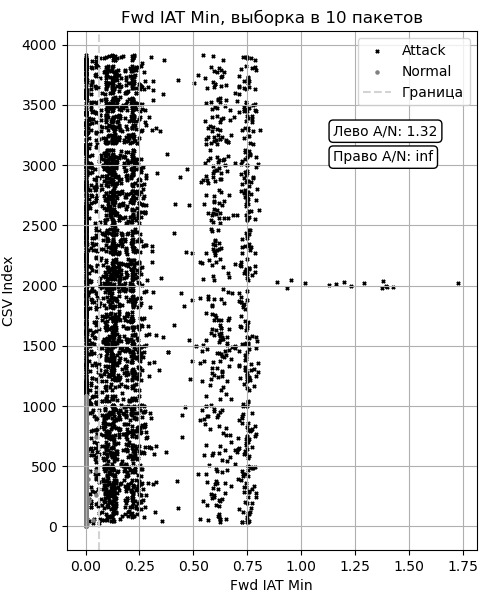 Fwd IAT Min, выборка в 10 пакетов
Attack
Normal
Граница
Лево A/N: 1.32
Право A/N: inf
4000
3500
3000
2500
2000
1500
1000
500
0
CSV Index
0.00 0.25 0.50 0.75 1.00 1.25 1.50 1.75
Fwd IAT Min